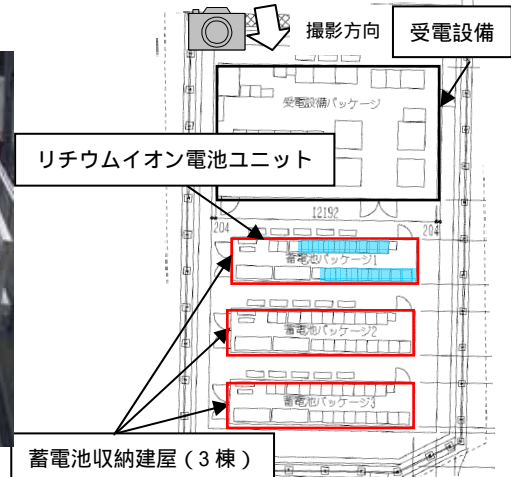 撮影方向
受電設備
受電設備パッケージ
リチウムイオン電池ユニット
12192
204
204
蓄電池パッケージ1
蓄電池パッケージ2
蓄電池パッケージ3
蓄電池収納建屋(3棟)